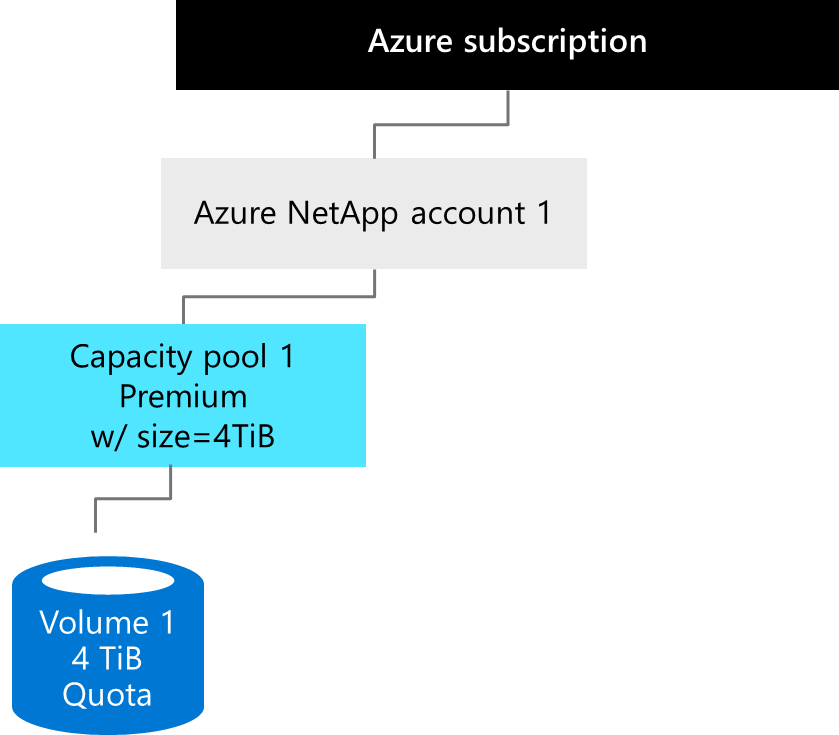 Azure subscription
Azure NetApp account 1
Capacity pool 1
Premium
w/ size=4TiB
Volume 1
4 TiB
Quota